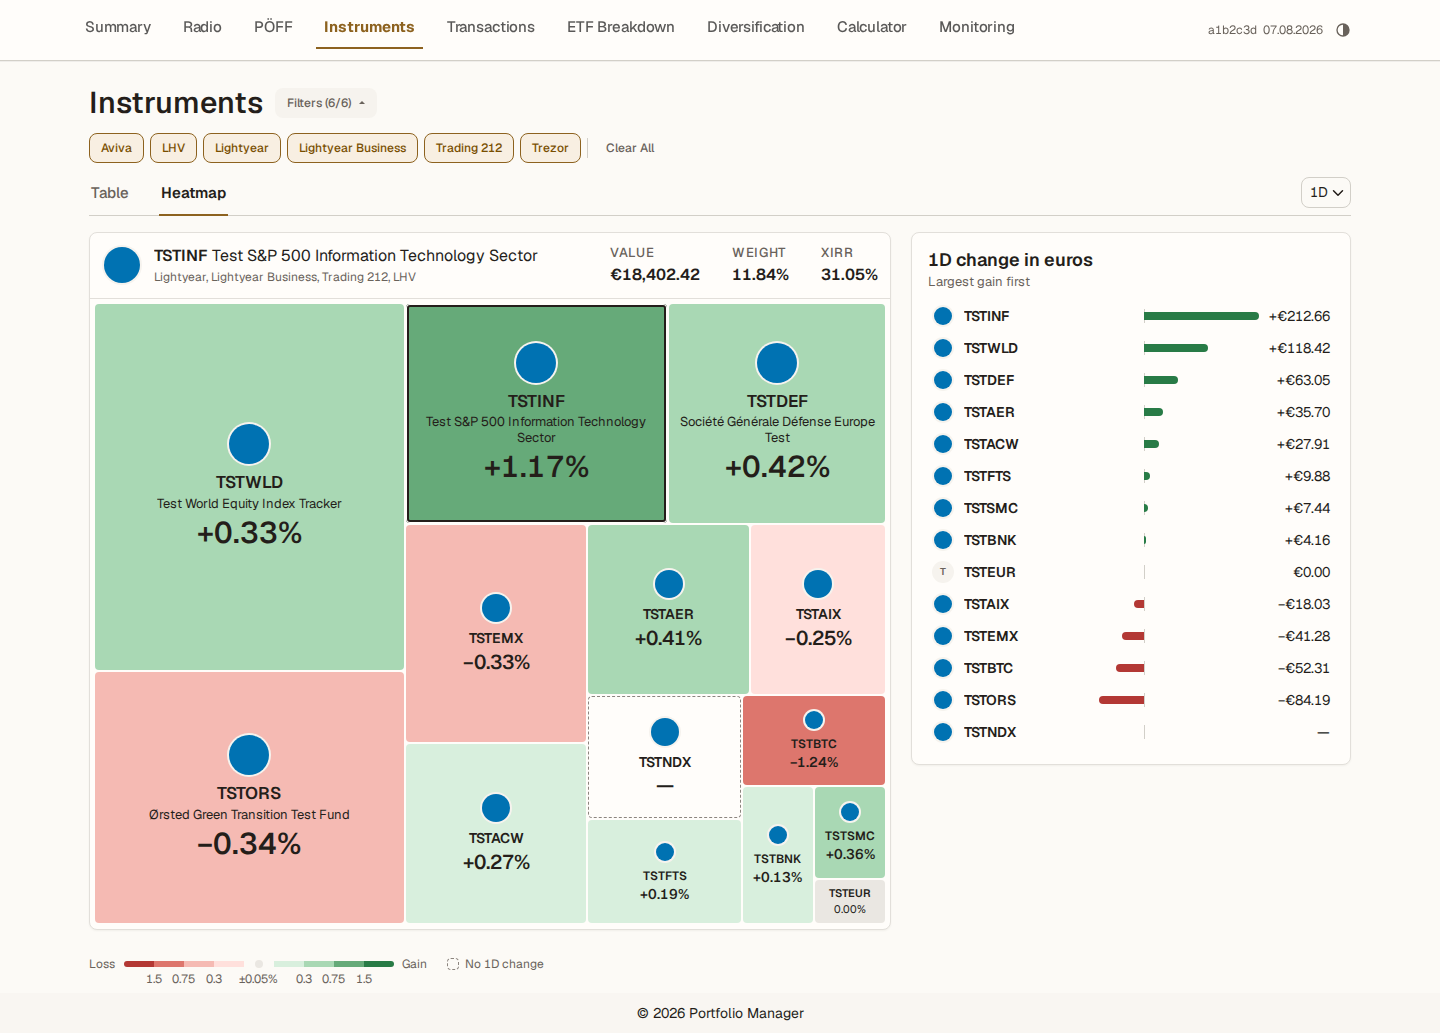 Summary Radio PÖFF Instruments Transactions ETF Breakdown Diversification Calculator Monitoring a1b2c3d 07.08.2026
Instruments Filters (6/6)
Aviva LHV Lightyear Lightyear Business Trading 212 Trezor Clear All
Table Heatmap 1D
TSTINF Test S&P 500 Information Technology Sector
Lightyear, Lightyear Business, Trading 212, LHV
VALUE WEIGHT XIRR
€18,402.42 11.84% 31.05%
TSTWLD
Test World Equity Index Tracker
+0.33%
TSTINF
Test S&P 500 Information Technology
Sector
+1.17%
TSTDEF
Société Générale Défense Europe
Test
+0.42%
TSTORS
Ørsted Green Transition Test Fund
−0.34%
TSTEMX
−0.33%
TSTAER
+0.41%
TSTAIX
−0.25%
TSTACW
+0.27%
TSTNDX
—
TSTBTC
−1.24%
TSTFTS
+0.19%
TSTBNK
+0.13%
TSTSMC
+0.36%
TSTEUR
0.00%
1D change in euros
Largest gain first
TSTINF +€212.66
TSTWLD +€118.42
TSTDEF +€63.05
TSTAER +€35.70
TSTACW +€27.91
TSTFTS +€9.88
TSTSMC +€7.44
TSTBNK +€4.16
T TSTEUR €0.00
TSTAIX −€18.03
TSTEMX −€41.28
TSTBTC −€52.31
TSTORS −€84.19
TSTNDX —
Loss Gain No 1D change
1.5 0.75 0.3 ±0.05% 0.3 0.75 1.5
© 2026 Portfolio Manager